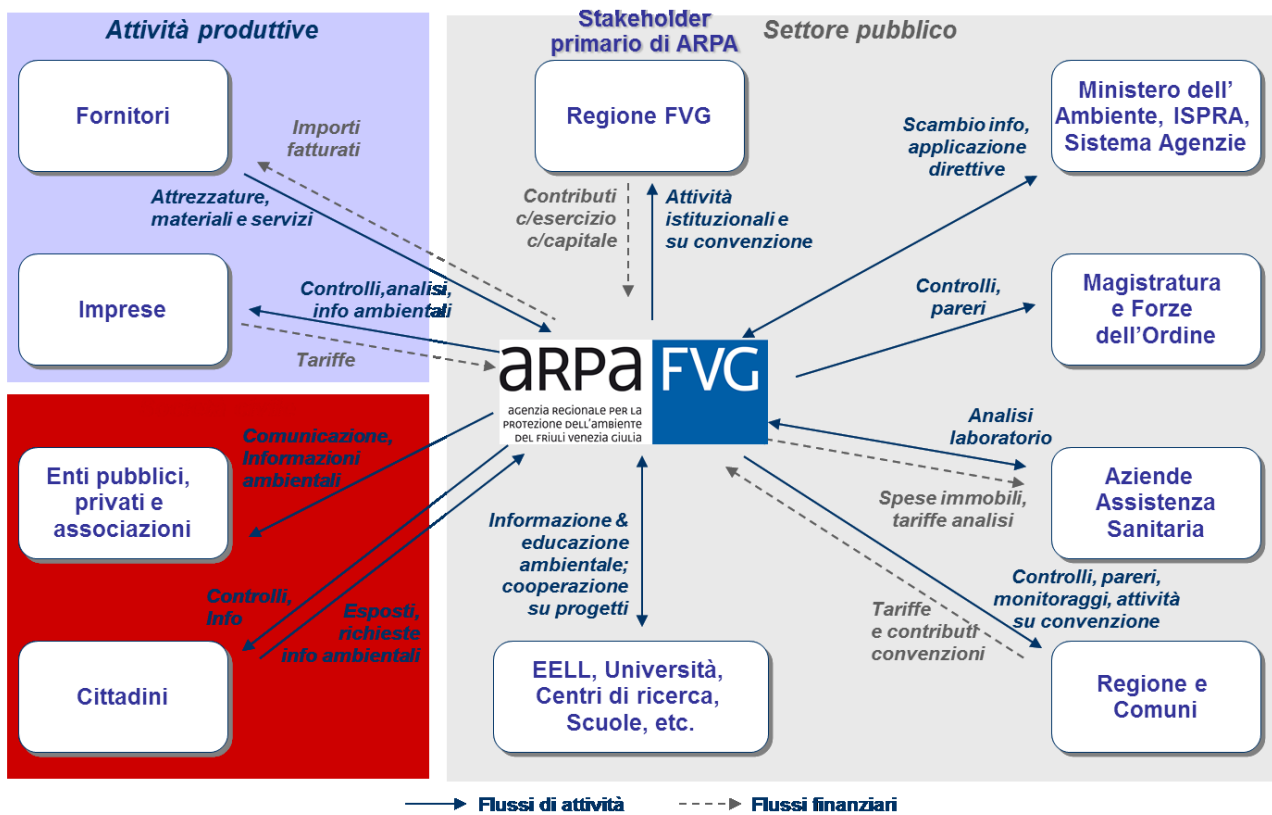 Attività produttive
Stakeholder
primario di ARPA
Settore pubblico
Fornitori
Importi
fatturati
Attrezzature,
materiali e servizi
Imprese
Controlli,analisi,
info ambientali
Tariffe
Regione FVG
Contributi
c/esercizio
c/capitale
Attività
istituzionali e
su convenzione
Scambio info,
applicazione
direttive
Ministero dell'
Ambiente, ISPRA,
Sistema Agenzie
Controlli,
pareri
Magistratura
e Forze
dell'Ordine
aRPa FVG
agenzia regionale per la
protezione dell'ambiente
del friuli venezia giulia
Analisi
laboratorio
Spese immobili,
tariffe analisi
Aziende
Assistenza
Sanitaria
Comunicazione,
Informazioni
ambientali
Enti pubblici,
privati e
associazioni
Controlli,
Info
Esposti,
richieste
info ambientali
Cittadini
Informazione &
educazione
ambientale;
cooperazione
su progetti
EELL, Università,
Centri di ricerca,
Scuole, etc.
Tariffe
e contributi
convenzioni
Controlli, pareri,
monitoraggi, attività
su convenzione
Regione e
Comuni
Flussi di attività
Flussi finanziari